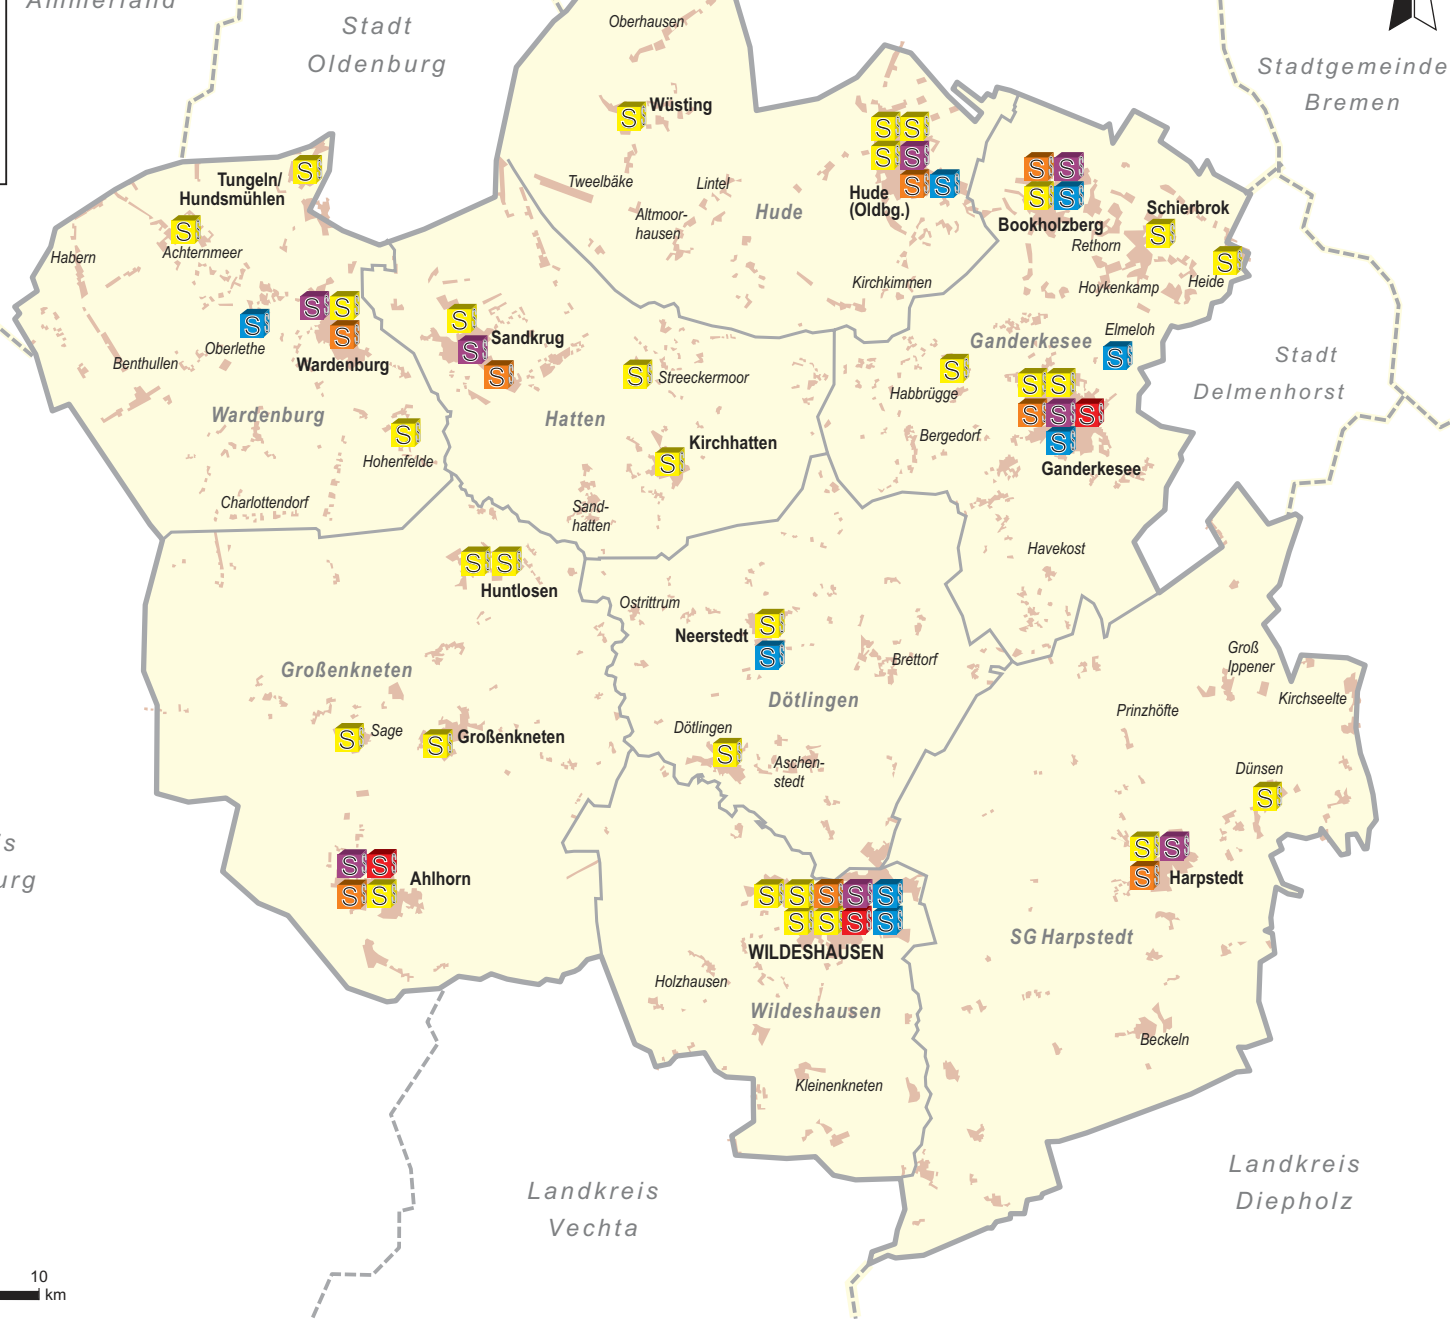 Ammerland
Stadt
Oldenburg
Oberhausen
Stadtgemeinde
Bremen
Wüsting
Tungeln/
Hundsmühlen
Tweelbäke
Lintel
Altmoor-
hausen
Hude
Hude
(Oldbg.)
Bookholzberg
Schierbrok
Rethorn
Heide
Hoykenkamp
Kirchkimmen
Habern
Achternmeer
Oberlethe
Benthullen
Wardenburg
Wardenburg
Sandkrug
Streeckermoor
Hatten
Kirchhatten
Sand-
hatten
Hohenfelde
Charlottendorf
Ganderkesee
Elmeloh
Habbrügge
Bergedorf
Ganderkesee
Havekost
Stadt
Delmenhorst
Huntlosen
Ostrittrum
Neerstedt
Brettorf
Dötlingen
Dötlingen
Aschen-
stedt
Großenkneten
Sage
Großenkneten
Ahlhorn
Groß
Ippener
Kirchseelte
Prinzhöfte
Dünsen
Harpstedt
SG Harpstedt
Beckeln
WILDESHAUSEN
Holzhausen
Wildeshausen
Kleinenkneten
Landkreis
Vechta
Landkreis
Diepholz
is
urg
10
km
S S S S S S S S S S S S S S S S S S S S S S S S S S S S S S S S S S S S S S S S S S S S S S S S S S S S S S